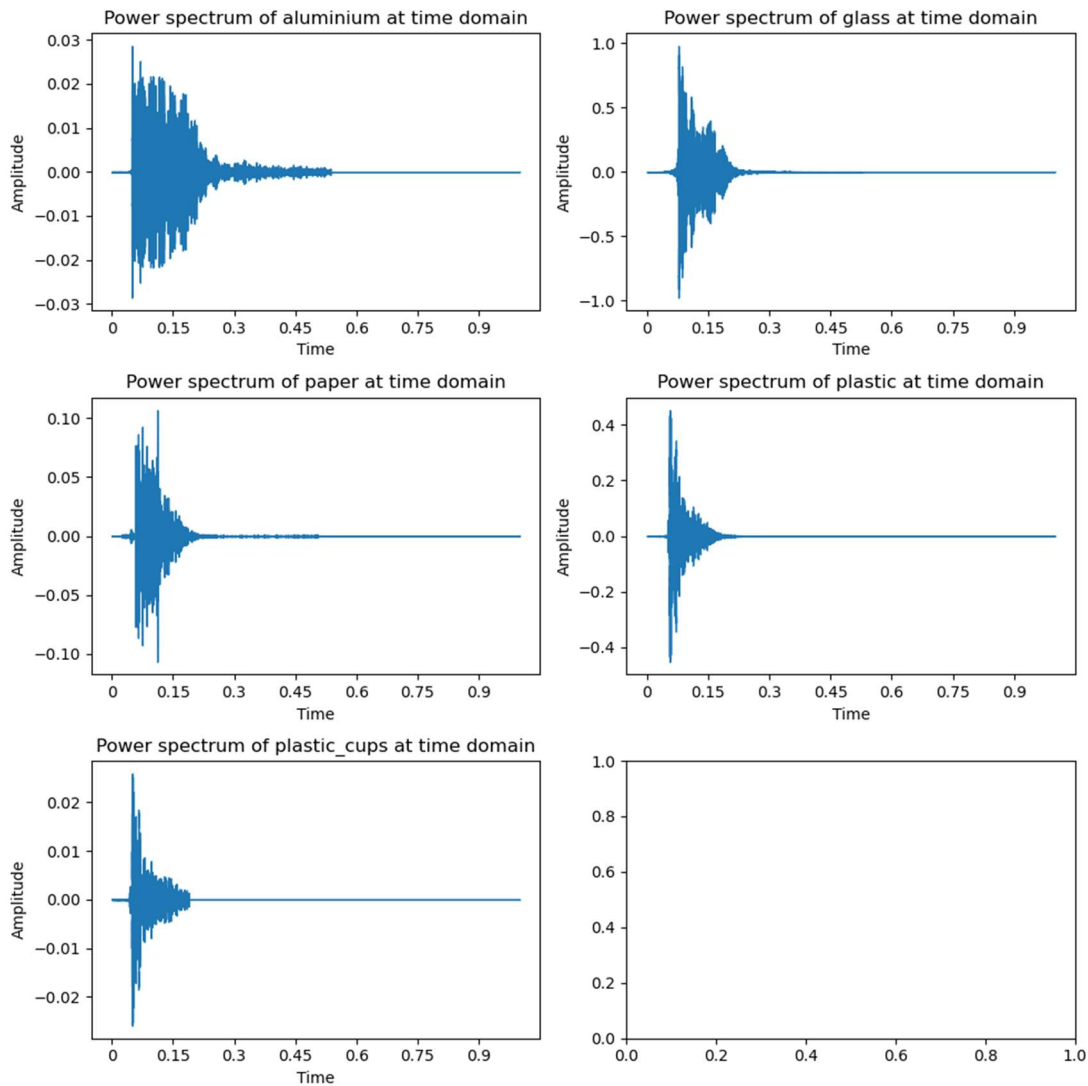 Power spectrum of aluminium at time domain
0.03
0.02
0.01
0.00
−0.01
−0.02
−0.03
Amplitude
0 0.15 0.3 0.45 0.6 0.75 0.9
Time
Power spectrum of glass at time domain
1.0
0.5
0.0
−0.5
−1.0
Amplitude
0 0.15 0.3 0.45 0.6 0.75 0.9
Time
Power spectrum of paper at time domain
0.10
0.05
0.00
−0.05
−0.10
Amplitude
0 0.15 0.3 0.45 0.6 0.75 0.9
Time
Power spectrum of plastic at time domain
0.4
0.2
0.0
−0.2
−0.4
Amplitude
0 0.15 0.3 0.45 0.6 0.75 0.9
Time
Power spectrum of plastic_cups at time domain
0.02
0.01
0.00
−0.01
−0.02
Amplitude
0 0.15 0.3 0.45 0.6 0.75 0.9
Time
1.0
0.8
0.6
0.4
0.2
0.0
0.0 0.2 0.4 0.6 0.8 1.0